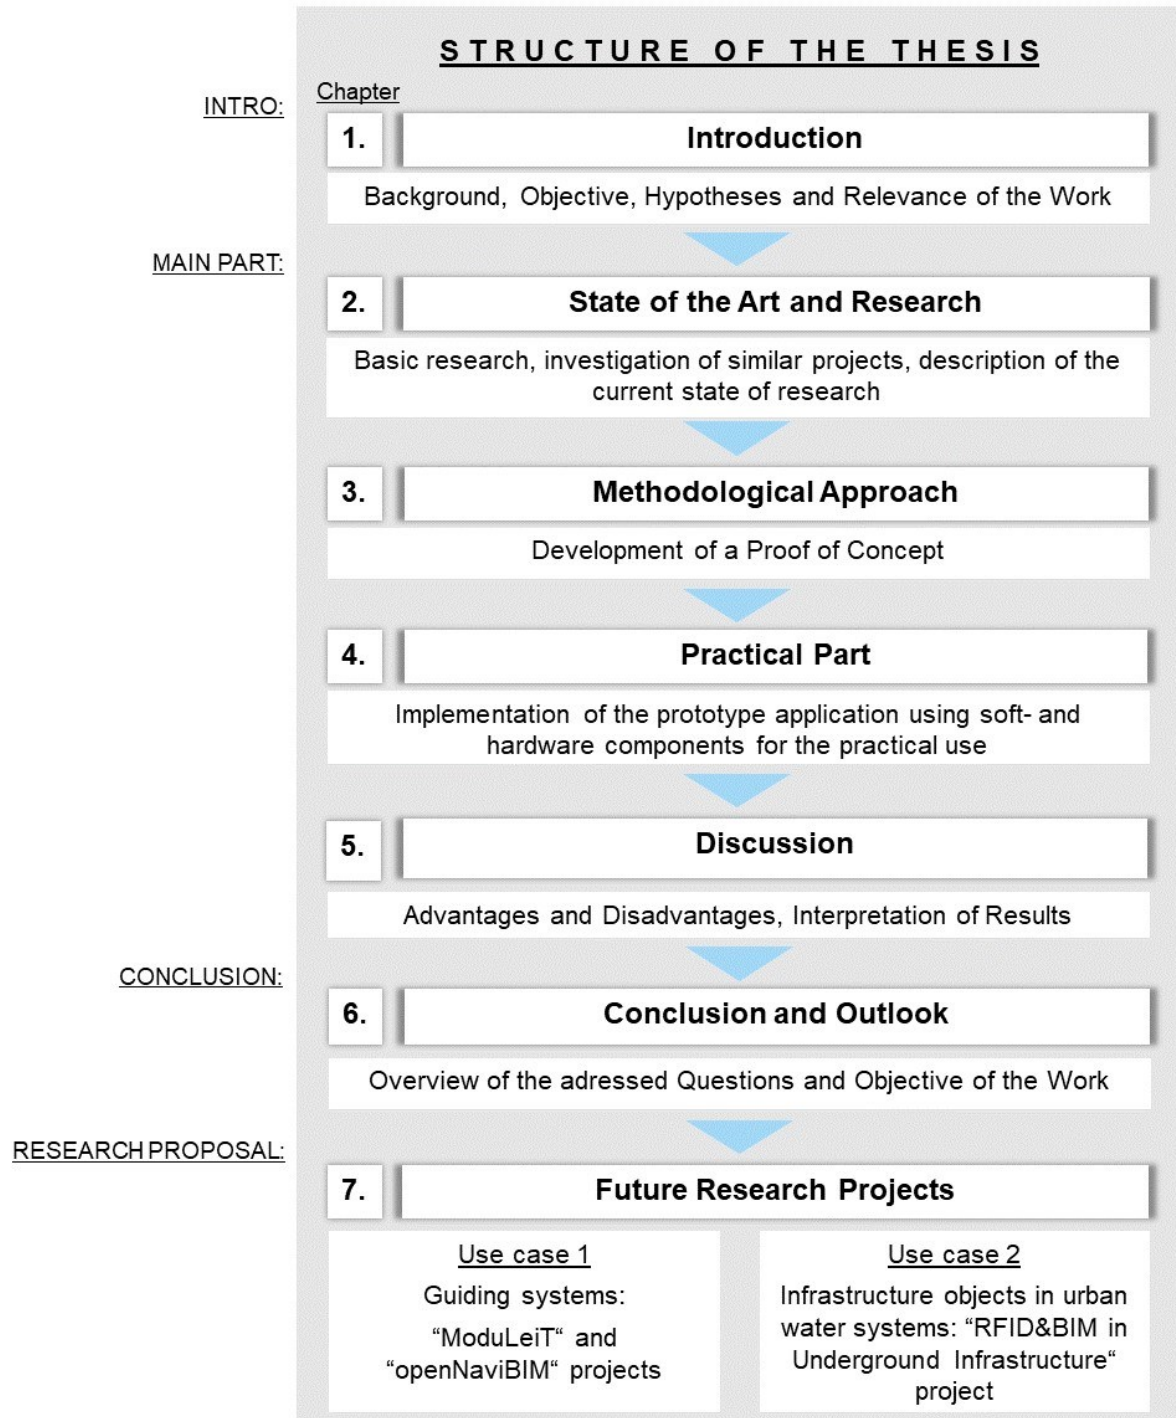 STRUCTURE OF THE THESIS
Chapter
INTRO:
1.
Introduction
Background, Objective, Hypotheses and Relevance of the Work
MAIN PART:
2.
State of the Art and Research
Basic research, investigation of similar projects, description of the
current state of research
3.
Methodological Approach
Development of a Proof of Concept
4.
Practical Part
Implementation of the prototype application using soft- and
hardware components for the practical use
5.
Discussion
Advantages and Disadvantages, Interpretation of Results
CONCLUSION:
6.
Conclusion and Outlook
Overview of the adressed Questions and Objective of the Work
RESEARCH PROPOSAL:
7.
Future Research Projects
Use case 1
Guiding systems:
“ModuLeiT“ and
“openNaviBIM“ projects
Use case 2
Infrastructure objects in urban
water systems: “RFID&BIM in
Underground Infrastructure“
project